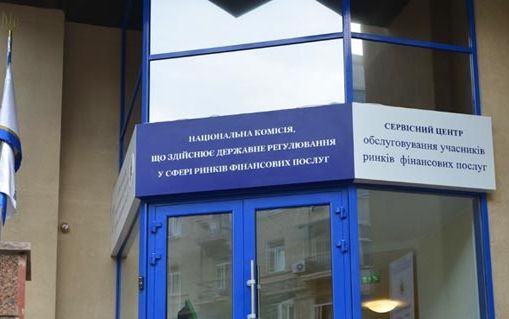 НАЦІОНАЛЬНА КОМІСІЯ,
ЩО ЗДІЙСНЮЄ ДЕРЖАВНЕ РЕГУЛЮВАННЯ
У СФЕРІ РИНКІВ ФІНАНСОВИХ ПОСЛУГ
СЕРВІСНИЙ ЦЕНТР
обслуговування учасників
ринків фінансових послуг